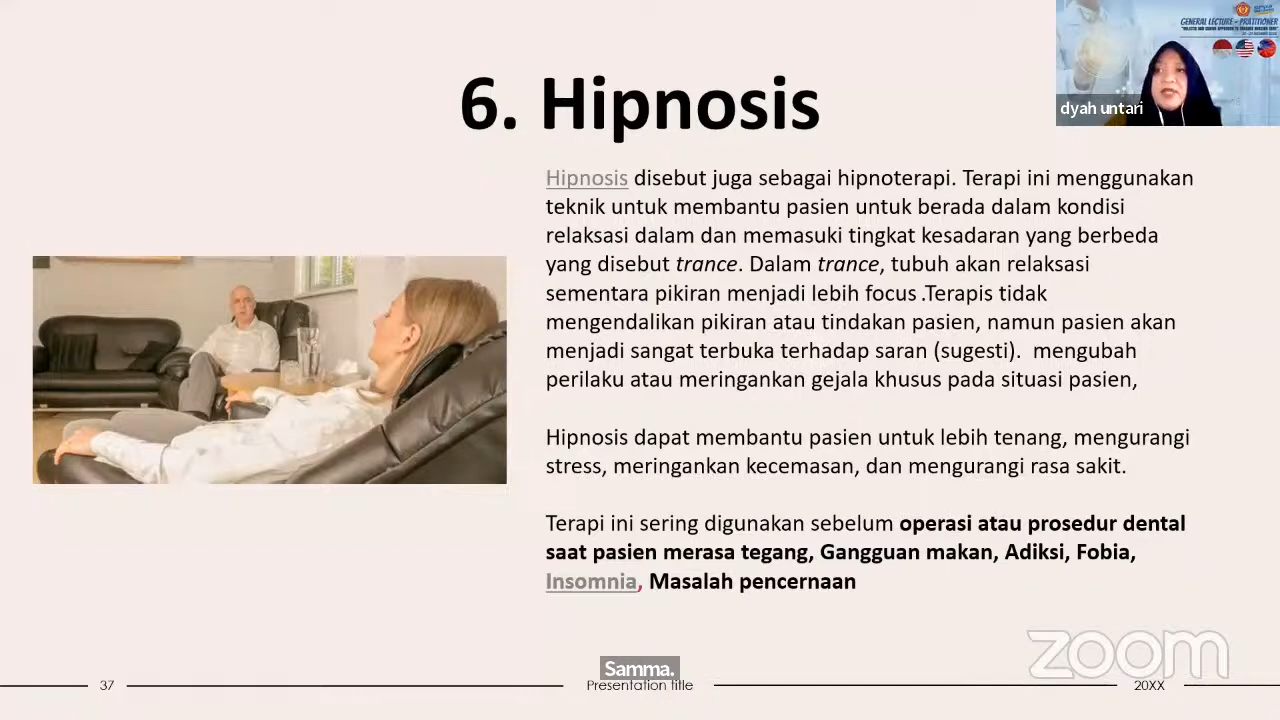 GENERAL LECTURE - PRATITIONER
dyah untari
6. Hipnosis
Hipnosis disebut juga sebagai hipnoterapi. Terapi ini menggunakan
teknik untuk membantu pasien untuk berada dalam kondisi
relaksasi dalam dan memasuki tingkat kesadaran yang berbeda
yang disebut trance. Dalam trance, tubuh akan relaksasi
sementara pikiran menjadi lebih focus .Terapis tidak
mengendalikan pikiran atau tindakan pasien, namun pasien akan
menjadi sangat terbuka terhadap saran (sugesti).  mengubah
perilaku atau meringankan gejala khusus pada situasi pasien,
Hipnosis dapat membantu pasien untuk lebih tenang, mengurangi
stress, meringankan kecemasan, dan mengurangi rasa sakit.
Terapi ini sering digunakan sebelum operasi atau prosedur dental
saat pasien merasa tegang, Gangguan makan, Adiksi, Fobia,
Insomnia, Masalah pencernaan
zoom
Samma.
37
Presentation title
20XX